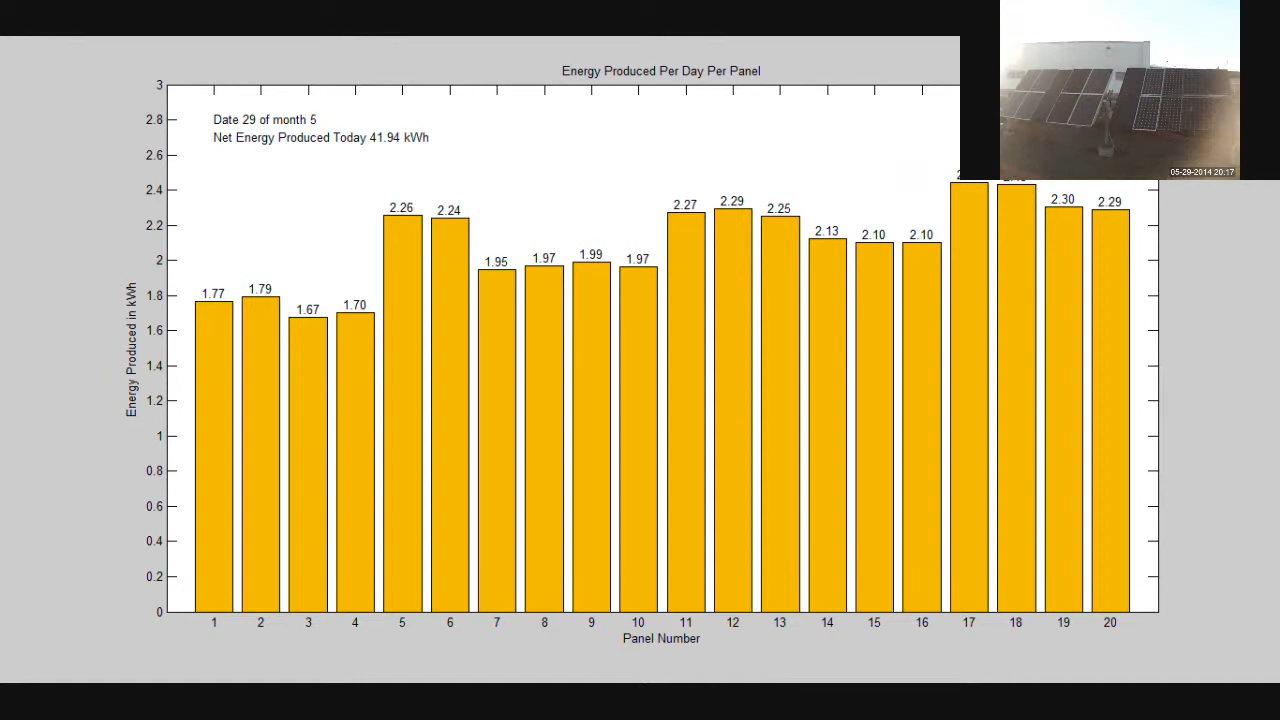 Energy Produced Per Day Per Panel
Date 29 of month 5
Net Energy Produced Today 41.94 kWh
05-29-2014 20:17
3
2.8
2.6
2.4
2.2
2
1.8
1.6
1.4
1.2
1
0.8
0.6
0.4
0.2
0
Energy Produced in kWh
1.77 1.79 1.67 1.70 2.26 2.24 1.95 1.97 1.99 1.97 2.27 2.29 2.25 2.13 2.10 2.10 2.30 2.29
1 2 3 4 5 6 7 8 9 10 11 12 13 14 15 16 17 18 19 20
Panel Number